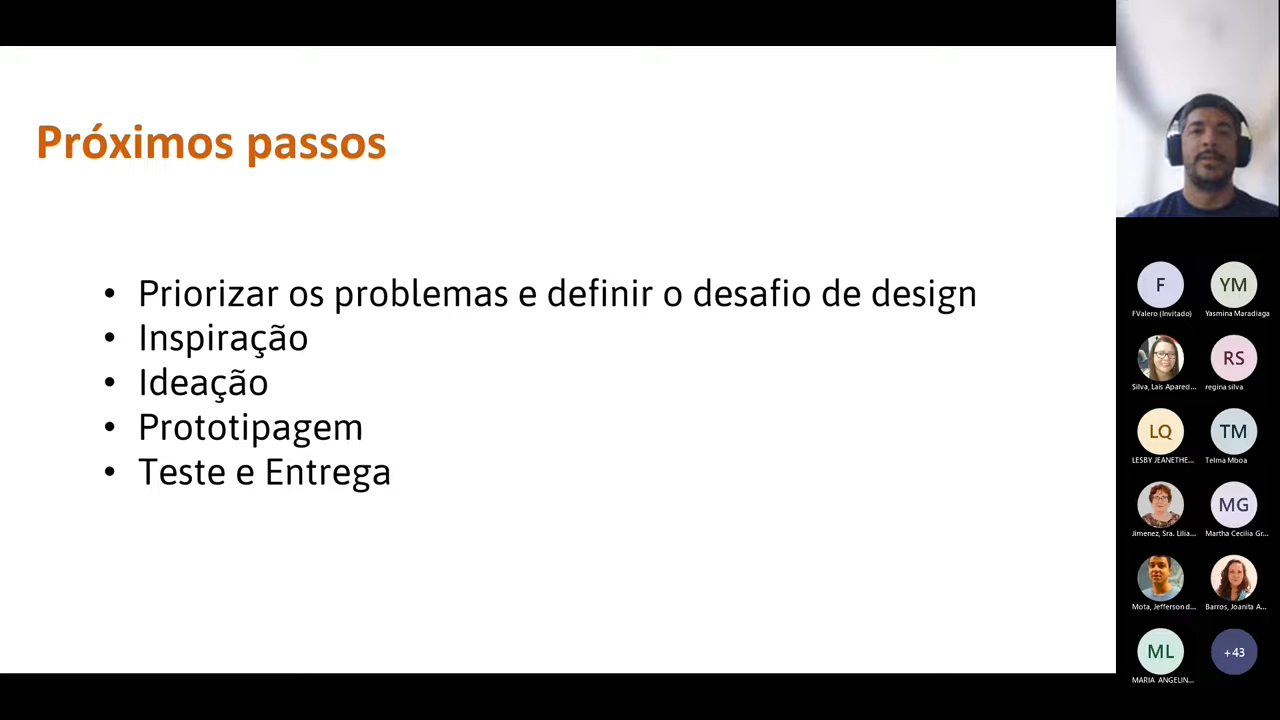 Próximos passos
• Priorizar os problemas e definir o desafio de design
• Inspiração
• Ideação
• Prototipagem
• Teste e Entrega
F YM
FValero (Invitado) Yasmina Maradiaga
RS
Silva, Lais Apared... regina silva
LQ TM
LESBY JEANETHE... Telma Mboa
MG
Jimenez, Sra. Lilia... Martha Cecilia Gr...
Mota, Jefferson d... Barros, Joanita A...
ML +43
MARIA ANGELIN...